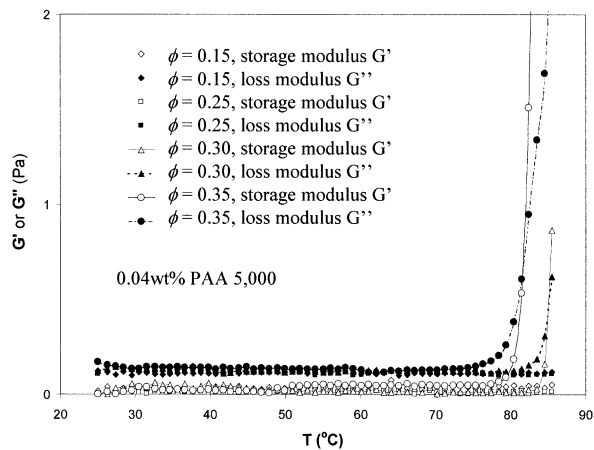 2
ϕ = 0.15, storage modulus G'
ϕ = 0.15, loss modulus G''
ϕ = 0.25, storage modulus G'
ϕ = 0.25, loss modulus G''
ϕ = 0.30, storage modulus G'
ϕ = 0.30, loss modulus G''
ϕ = 0.35, storage modulus G'
ϕ = 0.35, loss modulus G''
G' or G" (Pa)
1
0.04wt% PAA 5,000
0
20 30 40 50 60 70 80 90
T (°C)